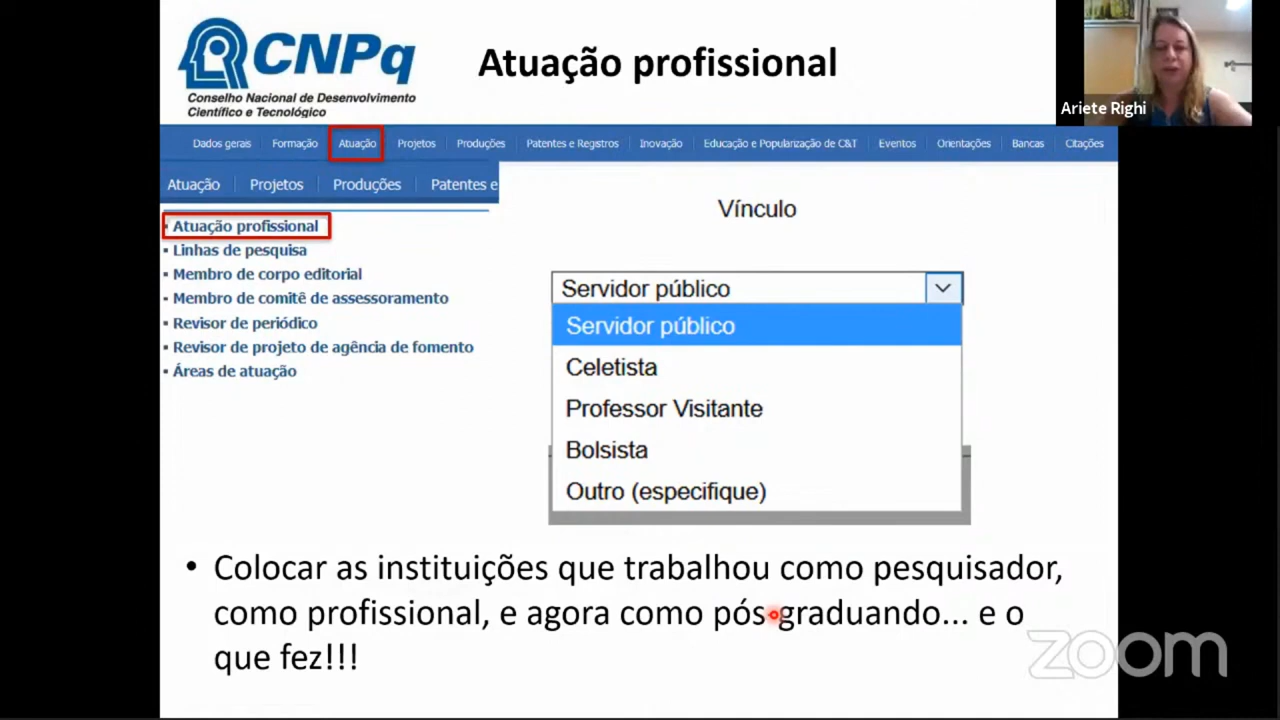 CNPq
Conselho Nacional de Desenvolvimento
Científico e Tecnológico
Atuação profissional
Ariete Righi
Dados gerais Formação Atuação Projetos Produções Patentes e Registros Inovação Educação e Popularização de C&T Eventos Orientações Bancas Citações
Atuação Projetos Produções Patentes e
▪ Atuação profissional
▪ Linhas de pesquisa
▪ Membro de corpo editorial
▪ Membro de comitê de assessoramento
▪ Revisor de periódico
▪ Revisor de projeto de agência de fomento
▪ Áreas de atuação
Vínculo
Servidor público
Servidor público
Celetista
Professor Visitante
Bolsista
Outro (especifique)
• Colocar as instituições que trabalhou como pesquisador,
como profissional, e agora como pós-graduando... e o
que fez!!!
zoom